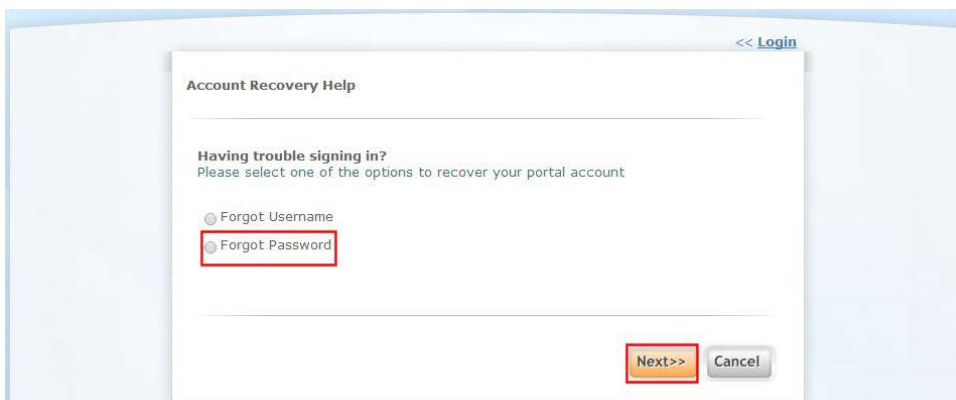 << Login
Account Recovery Help
Having trouble signing in?
Please select one of the options to recover your portal account
Forgot Username
Forgot Password
Next>>
Cancel